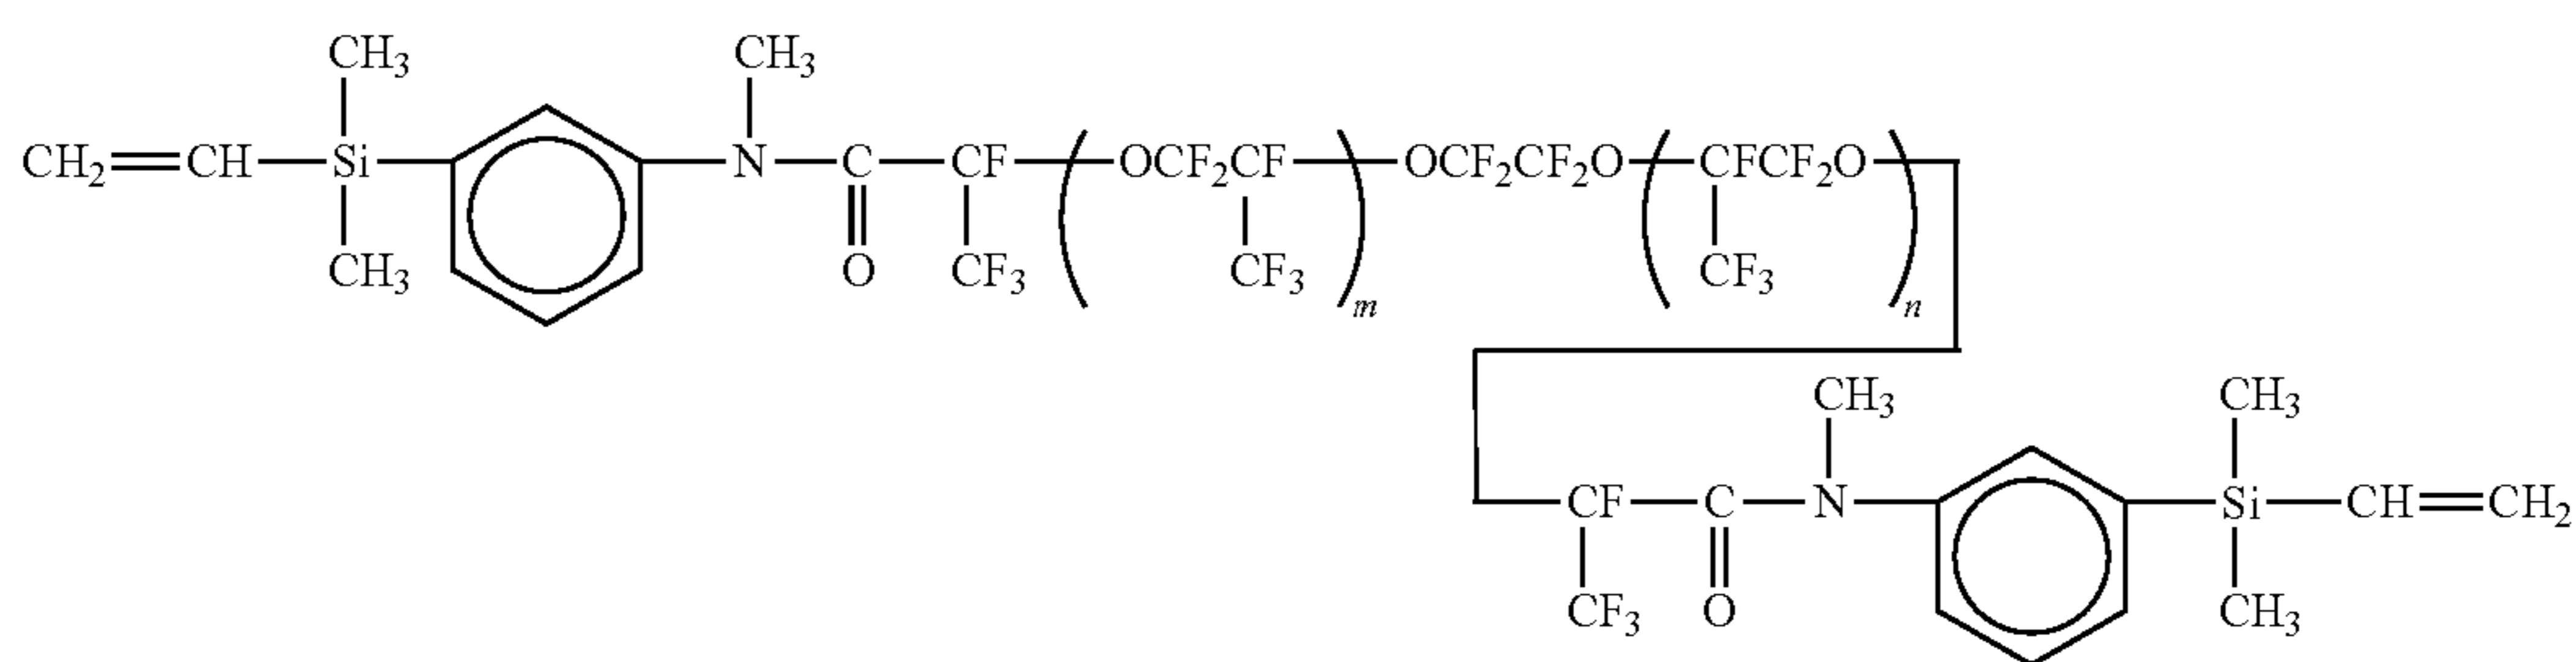 CH3 CH3
CH2=CH—Si N—C—CF OCF2CF OCF2CF2O CFCF2O
CH3 O CF3 CF3 m CF3 n
CH3 CH3
CF—C—N Si—CH=CH2
CF3 O CH3